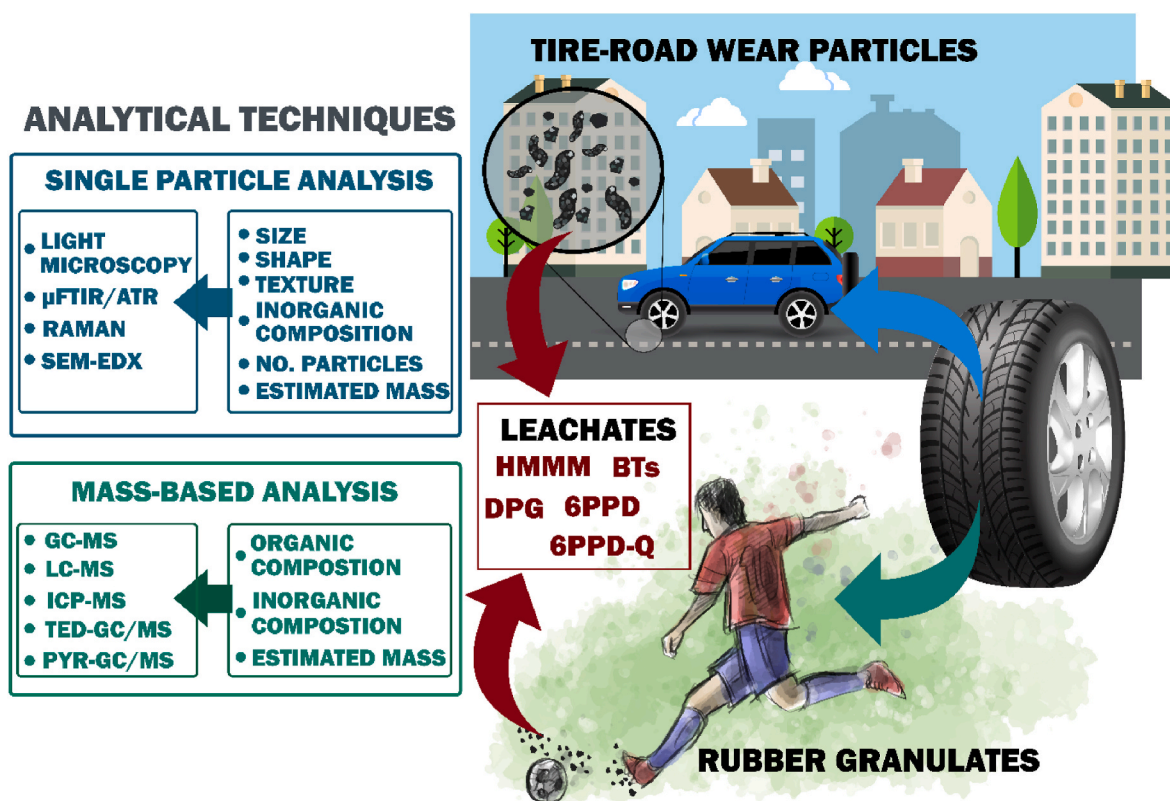 TIRE-ROAD WEAR PARTICLES
ANALYTICAL TECHNIQUES
SINGLE PARTICLE ANALYSIS
• LIGHT
MICROSCOPY
• µFTIR/ATR
• RAMAN
• SEM-EDX
• SIZE
• SHAPE
• TEXTURE
• INORGANIC
COMPOSITION
• NO. PARTICLES
• ESTIMATED MASS
MASS-BASED ANALYSIS
• GC-MS
• LC-MS
• ICP-MS
• TED-GC/MS
• PYR-GC/MS
• ORGANIC
COMPOSTION
• INORGANIC
COMPOSTION
• ESTIMATED MASS
LEACHATES
HMMM BTs
DPG 6PPD
6PPD-Q
RUBBER GRANULATES